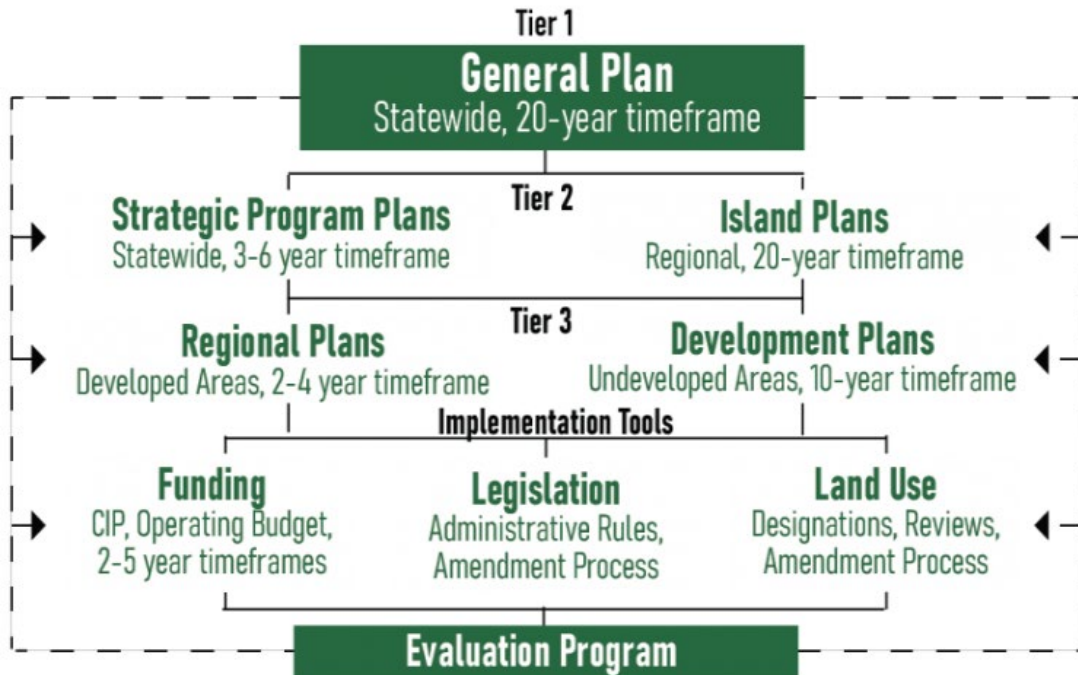 Tier 1
General Plan
Statewide, 20-year timeframe
Tier 2
Strategic Program Plans
Statewide, 3-6 year timeframe
Island Plans
Regional, 20-year timeframe
Tier 3
Regional Plans
Developed Areas, 2-4 year timeframe
Development Plans
Undeveloped Areas, 10-year timeframe
Implementation Tools
Funding
CIP, Operating Budget,
2-5 year timeframes
Legislation
Administrative Rules,
Amendment Process
Land Use
Designations, Reviews,
Amendment Process
Evaluation Program